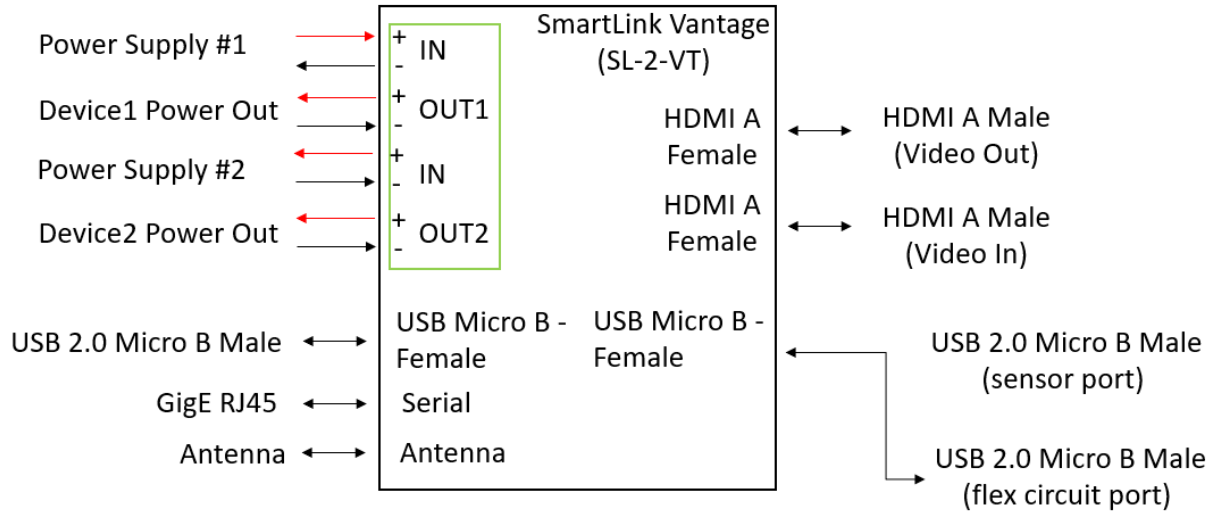 SmartLink Vantage
(SL-2-VT)
Power Supply #1
+
IN
-
Device1 Power Out
+
OUT1
-
Power Supply #2
+
IN
-
Device2 Power Out
+
OUT2
-
HDMI A
Female
HDMI A Male
(Video Out)
HDMI A
Female
HDMI A Male
(Video In)
USB 2.0 Micro B Male
USB Micro B -
Female
USB Micro B -
Female
USB 2.0 Micro B Male
(sensor port)
GigE RJ45
Serial
Antenna
Antenna
USB 2.0 Micro B Male
(flex circuit port)